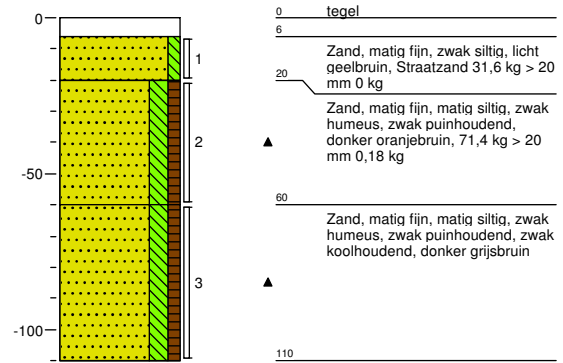 0
-50
-100
1
2
3
0
tegel
6
Zand, matig fijn, zwak siltig, licht
geelbruin, Straatzand 31,6 kg > 20
mm 0 kg
20
Zand, matig fijn, matig siltig, zwak
humeus, zwak puinhoudend,
donker oranjebruin, 71,4 kg > 20
mm 0,18 kg
60
Zand, matig fijn, matig siltig, zwak
humeus, zwak puinhoudend, zwak
koolhoudend, donker grijsbruin
110